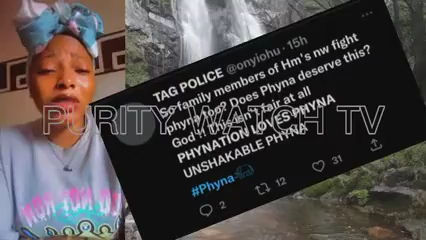 TAG POLICE @onyiohu · 15h
So family members of Hm's nw fight
phyna too? Does Phyna deserve this?
God this isn't fair at all
PHYNATION LOVES PHYNA
UNSHAKABLE PHYNA
#Phyna
2 12 31
PURITY WATCH TV